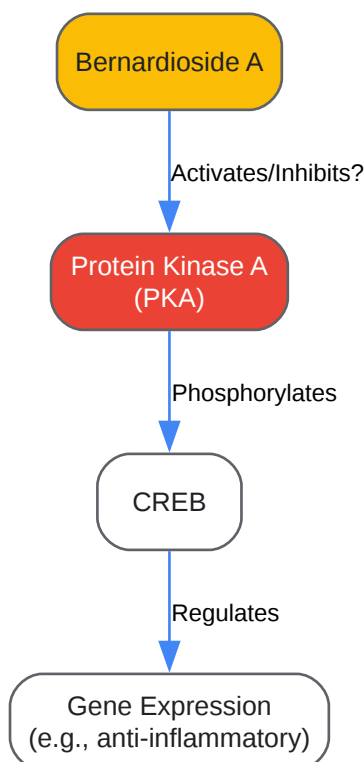 Bernardioside A
Activates/Inhibits?
Protein Kinase A
(PKA)
Phosphorylates
CREB
Regulates
Gene Expression
(e.g., anti-inflammatory)